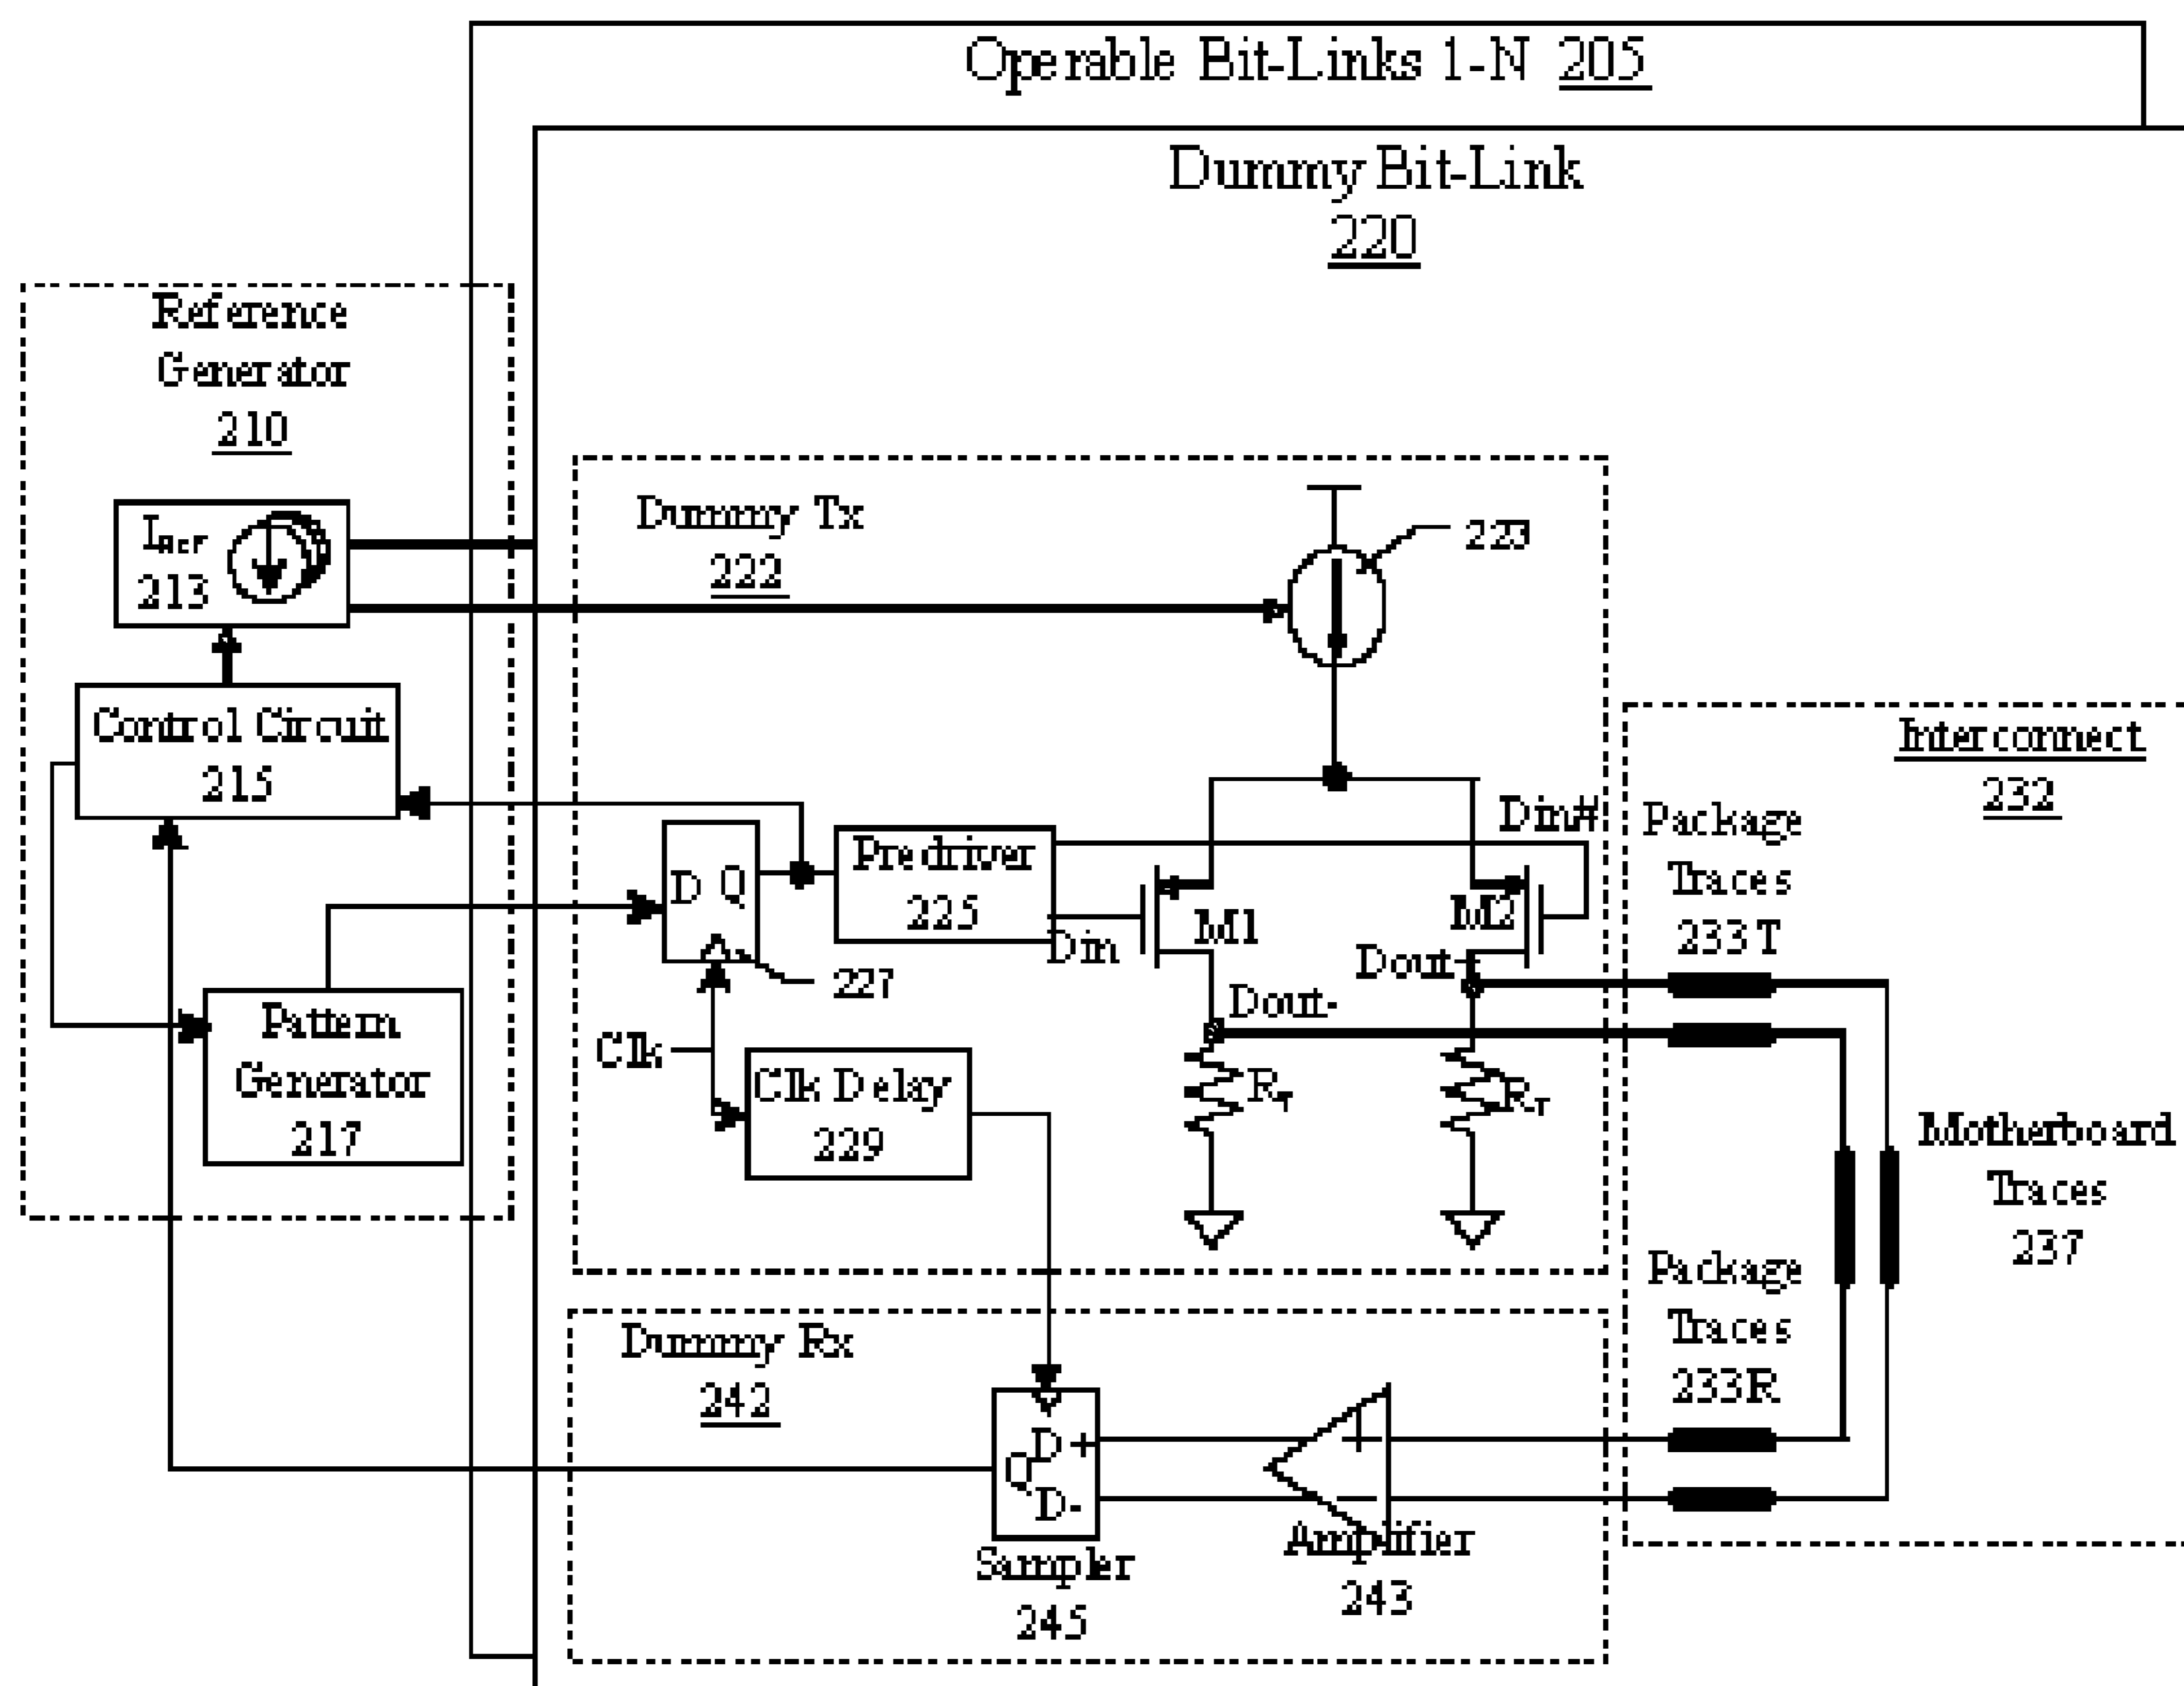 Operable Bit-Links 1-N 205
Dummy Bit-Link
220
Reference
Generator
210
IREF
213
Control Circuit
215
Pattern
Generator
217
Dummy Tx
222
223
D Q
227
Predriver
225
Din
Din#
M1
M2
Dout+
Dout-
RT
RT
Clk
Clk Delay
229
Interconnect
232
Package
Traces
233T
Motherboard
Traces
237
Package
Traces
233R
Dummy Rx
242
D+
Q
D-
Sampler
245
+
−
Amplifier
243